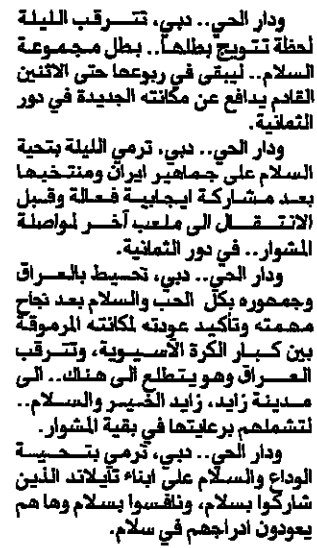 ودار الحي.. دبي، تترقب الليلة
لحظة تتويج بطلها.. بطل مجموعة
السلام.. ليبقى في ربوعها حتى الاثنين
القادم يدافع عن مكانته الجديدة في دور
الثمانية.
ودار الحي.. دبي، ترمي الليلة بتحية
السلام على جماهير ايران ومنتخبها
بعد مشاركة ايجابية فعالة وقبل
الانتقال الى ملعب آخر لمواصلة
المشوار.. في دور الثمانية.
ودار الحي.. دبي، تحيط بالعراق
وجمهوره بكل الحب والسلام بعد نجاح
مهمته وتأكيد عودته لمكانته المرموقة
بين كبار الكرة الآسيوية، وتترقب
العراق وهو يتطلع الى هناك.. الى
مدينة زايد، زايد الخير والسلام..
لتشملهم برعايتها في بقية المشوار.
ودار الحي.. دبي، ترمي بتحية
الوداع والسلام على ابناء تايلاند الذين
شاركوا بسلام، ونافسوا بسلام وها هم
يعودون ادراجهم في سلام.